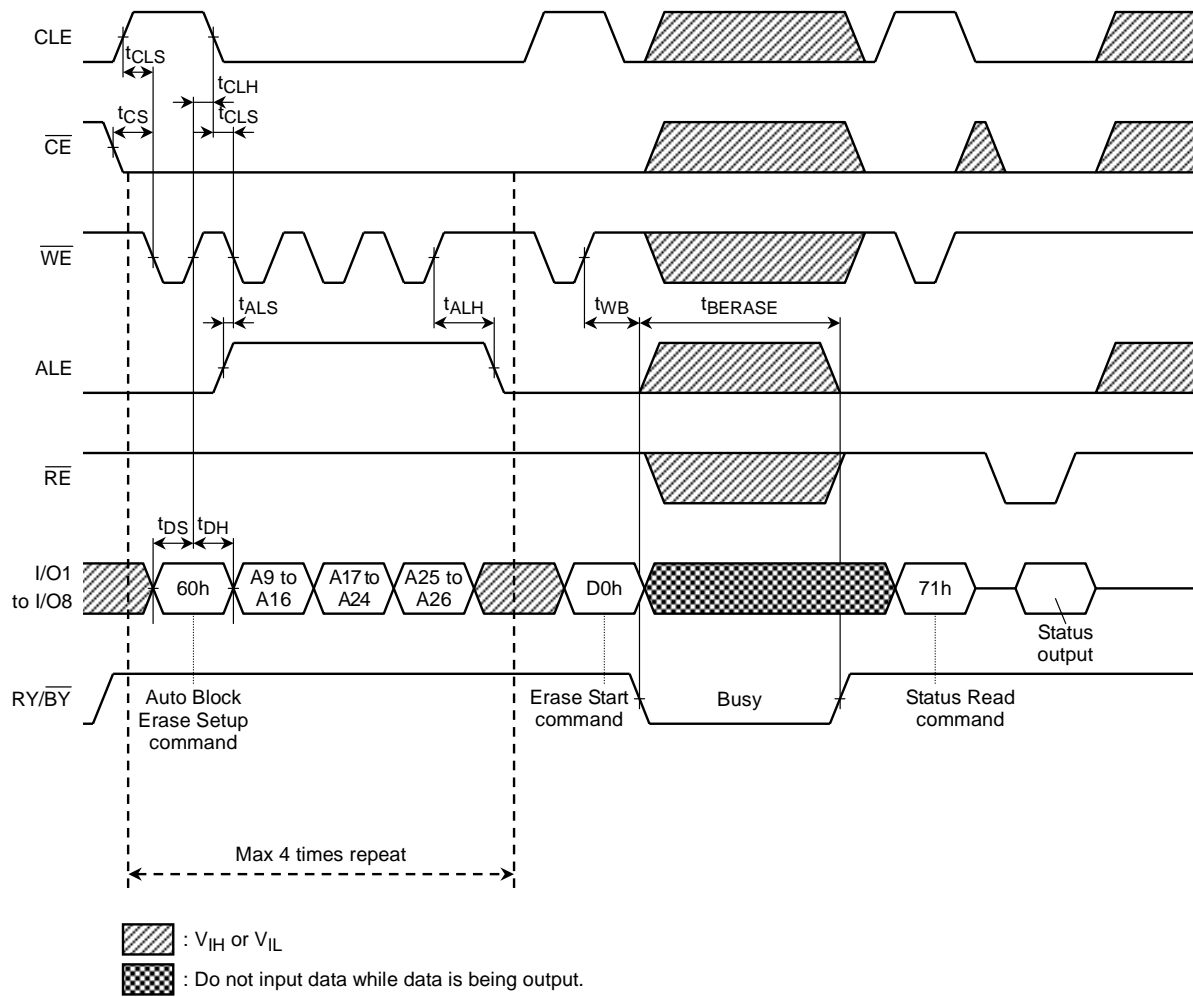 CLE
tCLS
tCLH
tCS
tCLS
CE
WE
tALS
tALH
tWB
tBERASE
ALE
RE
tDS
tDH
I/O1
to I/O8
60h
A9 to
A16
A17 to
A24
A25 to
A26
D0h
71h
Status
output
RY/BY
Auto Block
Erase Setup
command
Erase Start
command
Busy
Status Read
command
Max 4 times repeat
: VIH or VIL
: Do not input data while data is being output.